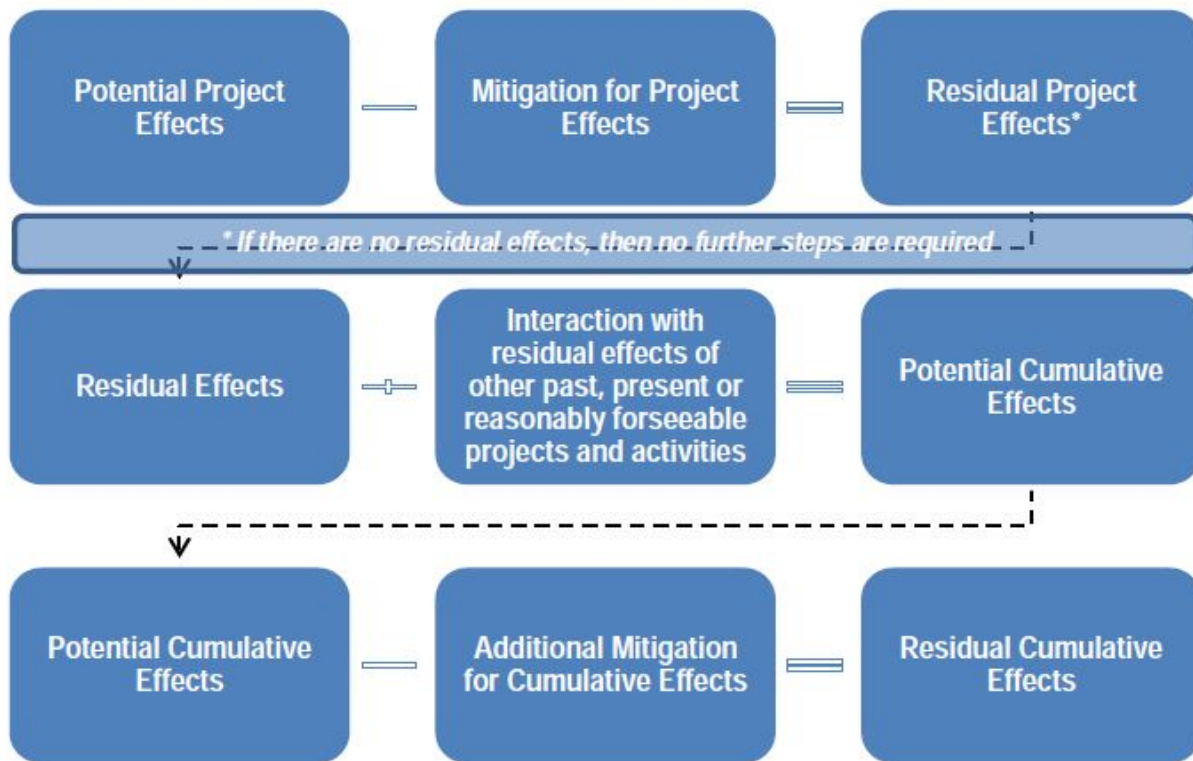 Potential Project
Effects
Mitigation for Project
Effects
Residual Project
Effects*
* If there are no residual effects, then no further steps are required
Residual Effects
Interaction with
residual effects of
other past, present or
reasonably forseeable
projects and activities
Potential Cumulative
Effects
Potential Cumulative
Effects
Additional Mitigation
for Cumulative Effects
Residual Cumulative
Effects